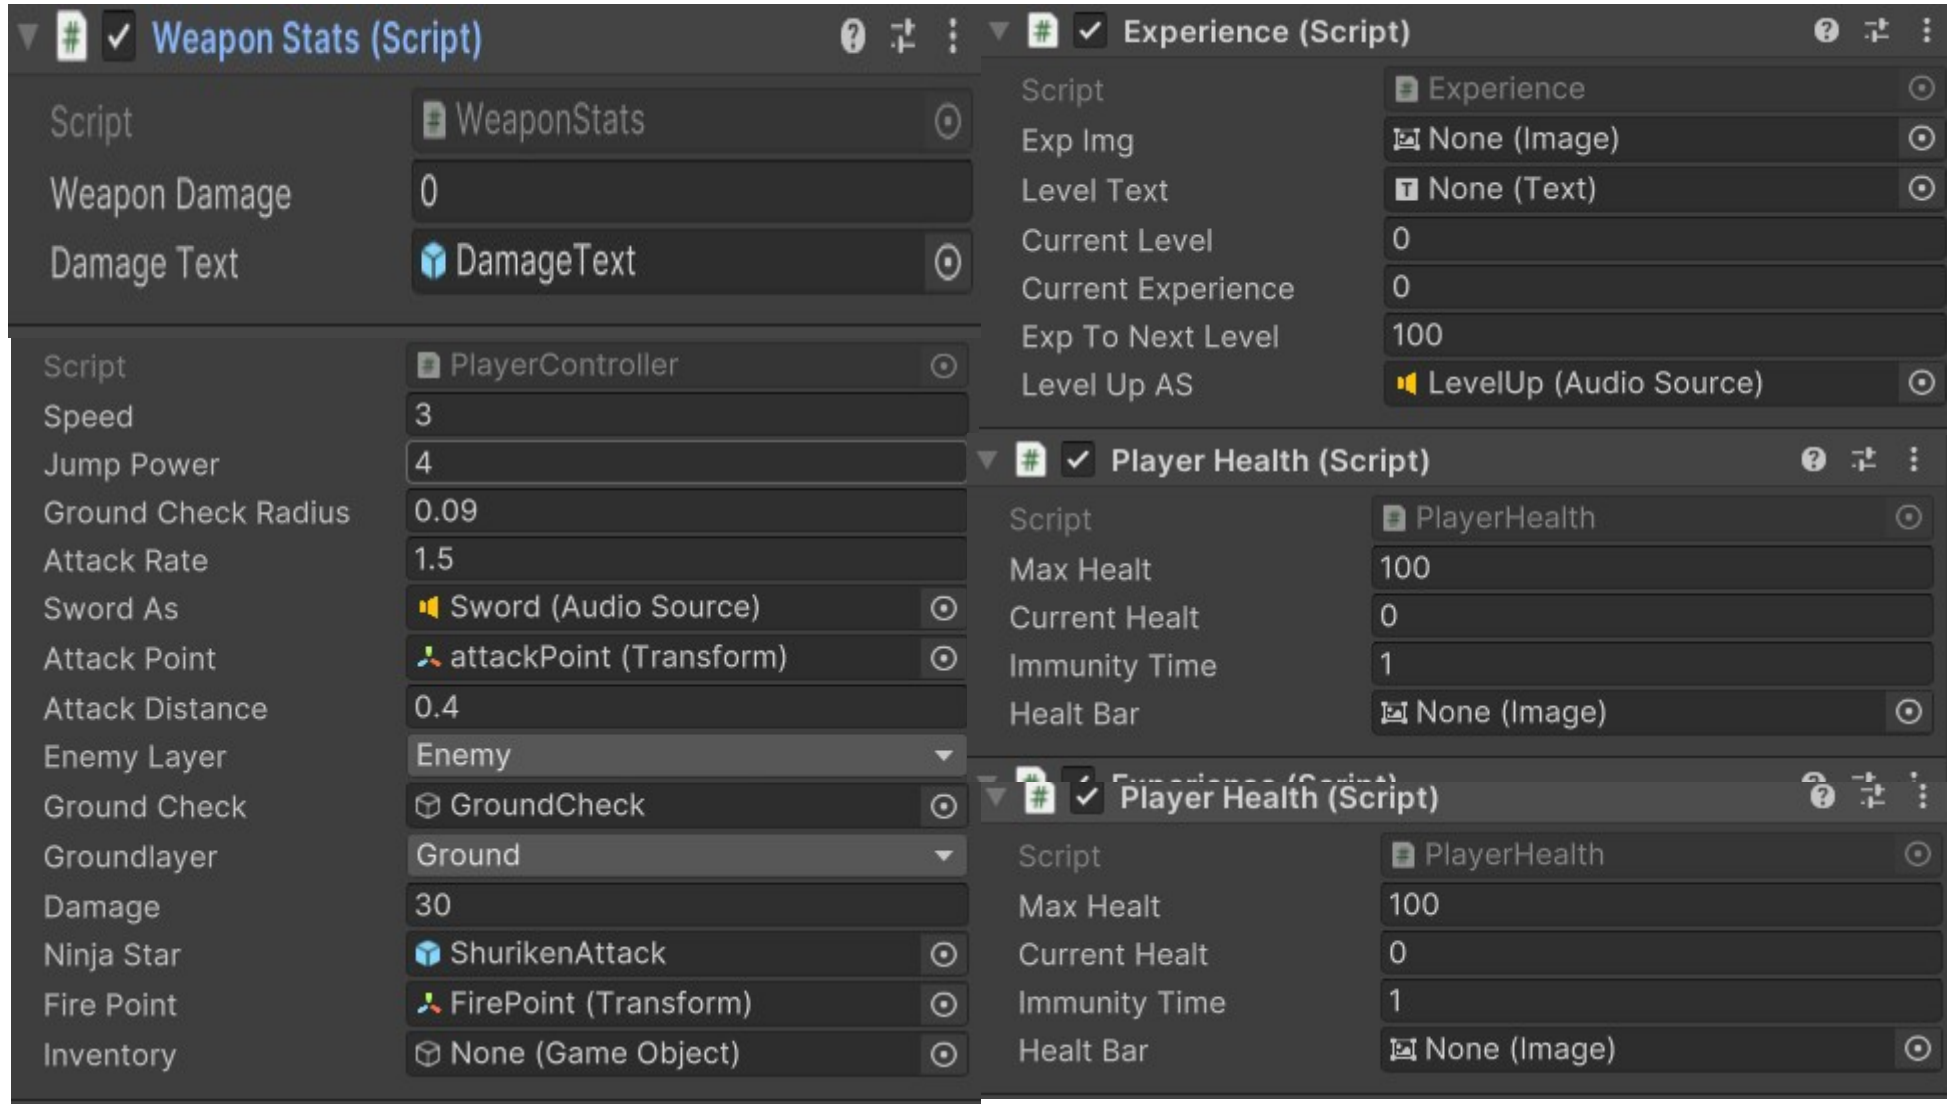 Weapon Stats (Script)
Script WeaponStats
Weapon Damage 0
Damage Text DamageText
Script PlayerController
Speed 3
Jump Power 4
Ground Check Radius 0.09
Attack Rate 1.5
Sword As Sword (Audio Source)
Attack Point attackPoint (Transform)
Attack Distance 0.4
Enemy Layer Enemy
Ground Check GroundCheck
Groundlayer Ground
Damage 30
Ninja Star ShurikenAttack
Fire Point FirePoint (Transform)
Inventory None (Game Object)
Experience (Script)
Script Experience
Exp Img None (Image)
Level Text None (Text)
Current Level 0
Current Experience 0
Exp To Next Level 100
Level Up AS LevelUp (Audio Source)
Player Health (Script)
Script PlayerHealth
Max Healt 100
Current Healt 0
Immunity Time 1
Healt Bar None (Image)
Experience (Script)
Player Health (Script)
Script PlayerHealth
Max Healt 100
Current Healt 0
Immunity Time 1
Healt Bar None (Image)